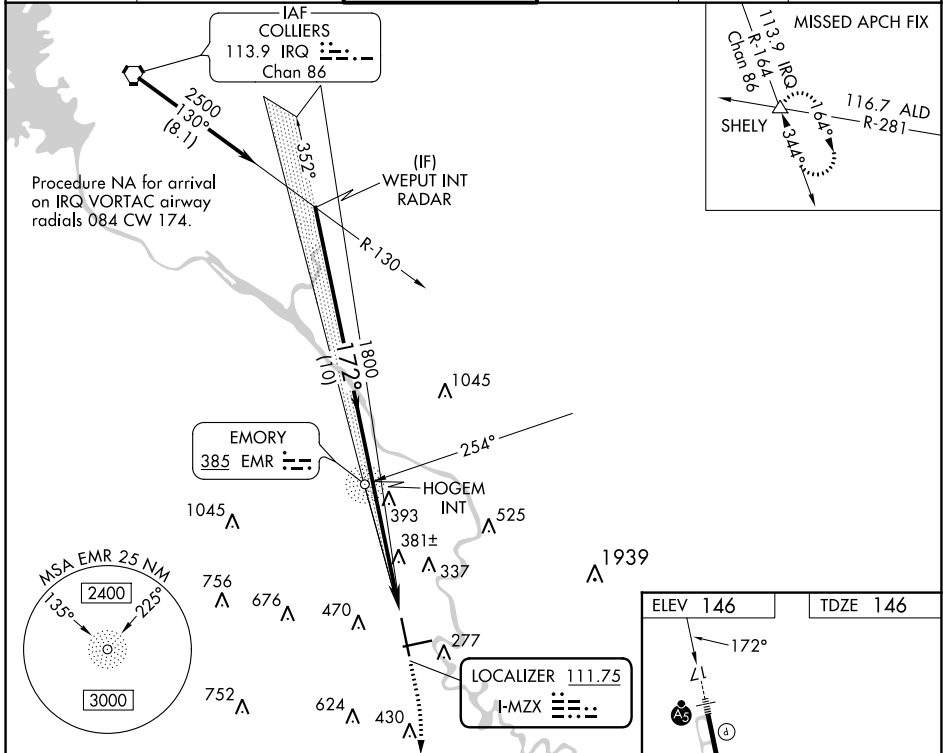 IAF
COLLIERS
113.9 IRQ
Chan 86
2500
130°
(8.1)
352°
(IF)
WEPUT INT
RADAR
Procedure NA for arrival
on IRQ VORTAC airway
radials 084 CW 174.
R-130
MISSED APCH FIX
113.9 IRQ
R-164
Chan 86
SHELY
164°
344°
116.7 ALD
R-281
1800
172°
(10)
1045
254°
EMORY
385 EMR
HOGEM
INT
393
525
1045
381±
337
1939
756
676
470
277
MSA EMR 25 NM
135°
2400
225°
3000
752
624
430
LOCALIZER 111.75
I-MZX
ELEV 146
TDZE 146
172°
17
A5